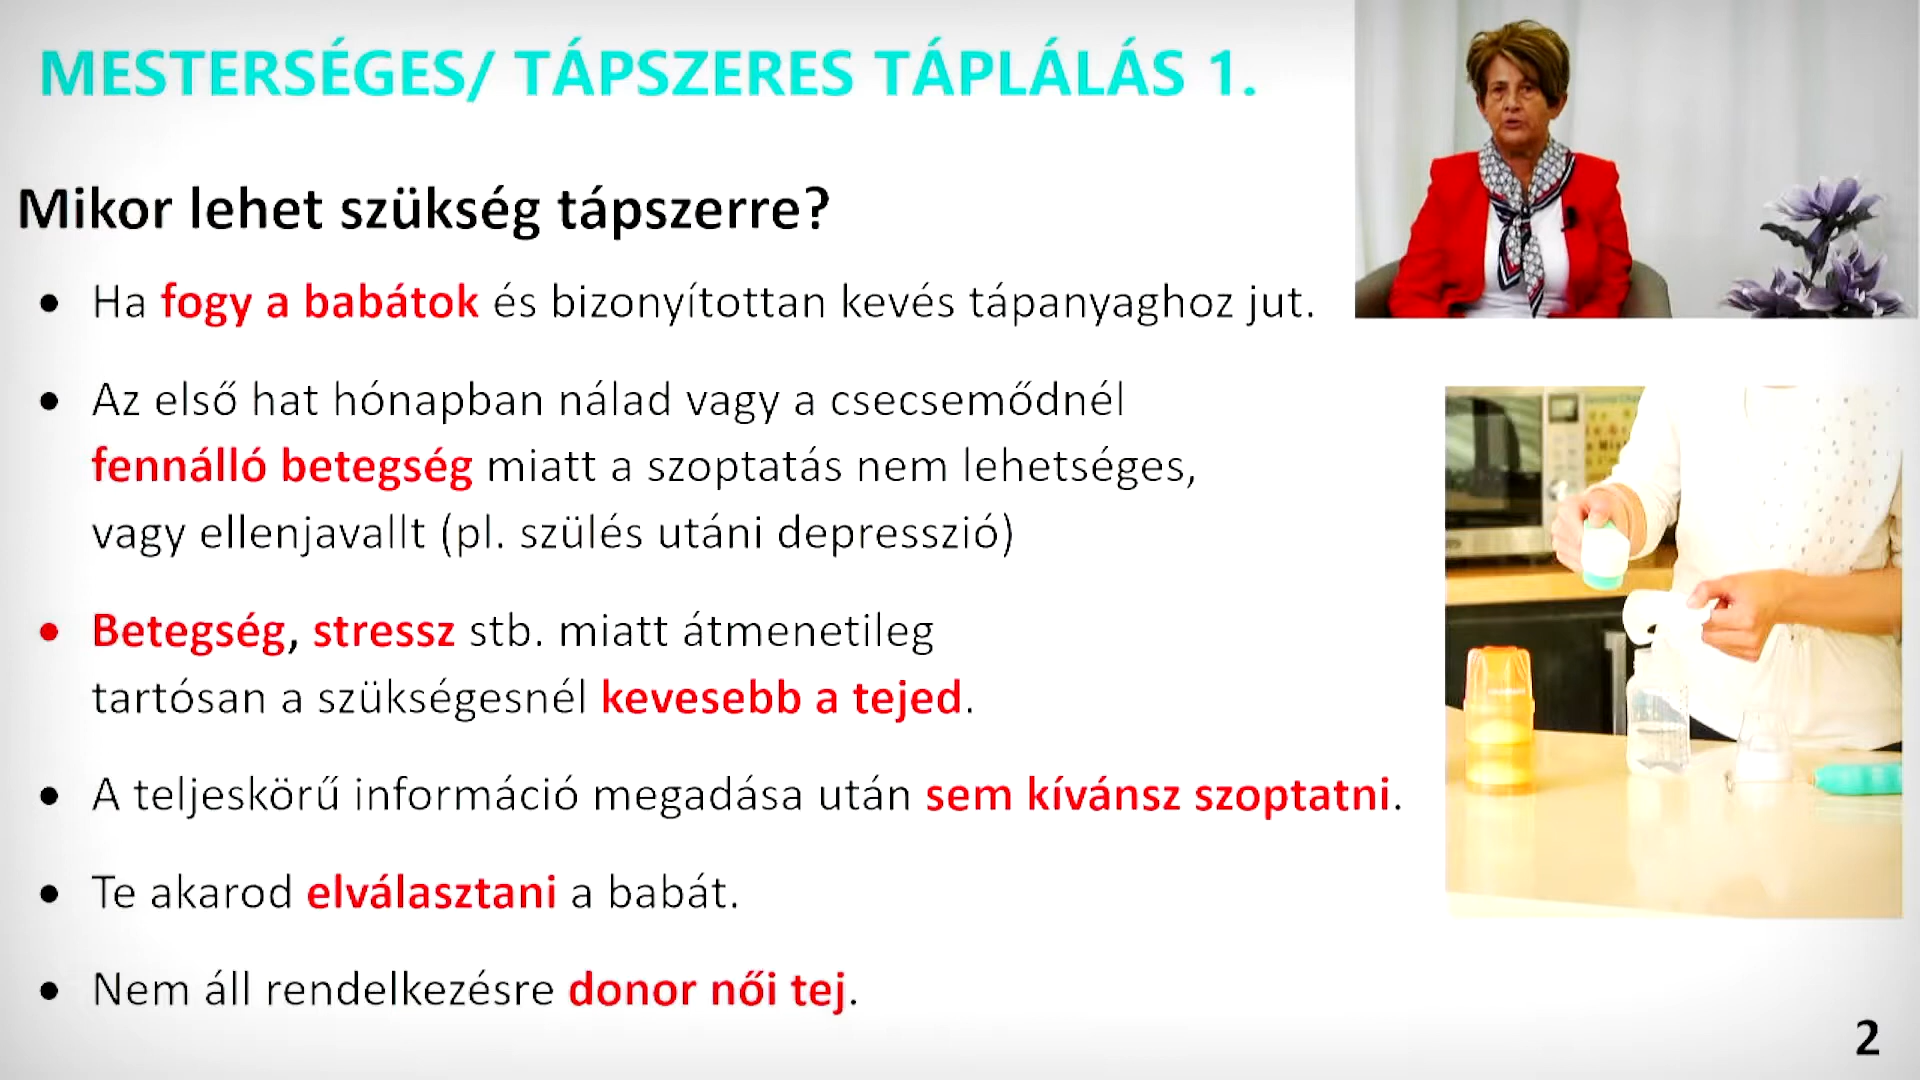 MESTERSÉGES/ TÁPSZERES TÁPLÁLÁS 1.
Mikor lehet szükség tápszerre?
• Ha fogy a babátok és bizonyítottan kevés tápanyaghoz jut.
• Az első hat hónapban nálad vagy a csecsemődnél
fennálló betegség miatt a szoptatás nem lehetséges,
vagy ellenjavallt (pl. szülés utáni depresszió)
• Betegség, stressz stb. miatt átmenetileg
tartósan a szükségesnél kevesebb a tejed.
• A teljeskörű információ megadása után sem kívánsz szoptatni.
• Te akarod elválasztani a babát.
• Nem áll rendelkezésre donor női tej.
2